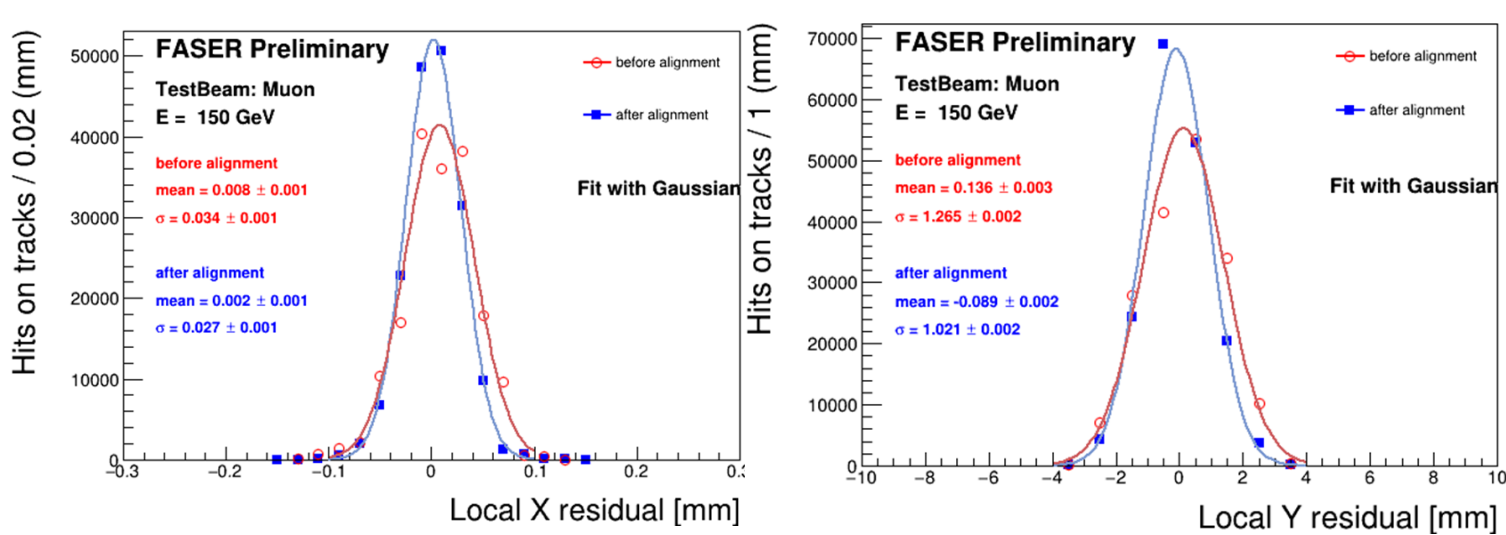 Hits on tracks / 0.02 (mm)
50000
40000
30000
20000
10000
0
FASER Preliminary
TestBeam: Muon
E = 150 GeV
before alignment
mean = 0.008 ± 0.001
σ = 0.034 ± 0.001
after alignment
mean = 0.002 ± 0.001
σ = 0.027 ± 0.001
before alignment
after alignment
Fit with Gaussian
−0.3 −0.2 −0.1 0 0.1 0.2
Local X residual [mm]
Hits on tracks / 1 (mm)
70000
60000
50000
40000
30000
20000
10000
0
FASER Preliminary
TestBeam: Muon
E = 150 GeV
before alignment
mean = 0.136 ± 0.003
σ = 1.265 ± 0.002
after alignment
mean = -0.089 ± 0.002
σ = 1.021 ± 0.002
before alignment
after alignment
Fit with Gaussian
−10 −8 −6 −4 −2 0 2 4 6 8 10
Local Y residual [mm]